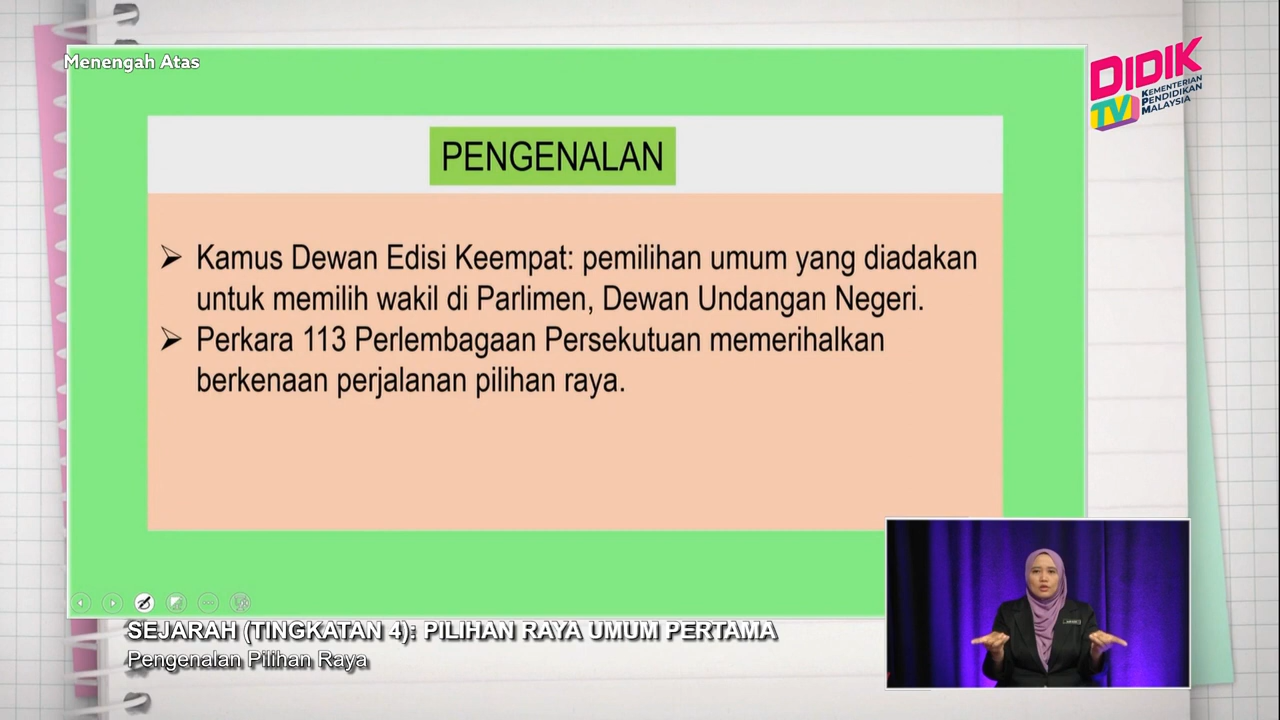 Menengah Atas
DIDIK
TV
KEMENTERIAN
PENDIDIKAN
MALAYSIA
PENGENALAN
Kamus Dewan Edisi Keempat: pemilihan umum yang diadakan
untuk memilih wakil di Parlimen, Dewan Undangan Negeri.
Perkara 113 Perlembagaan Persekutuan memerihalkan
berkenaan perjalanan pilihan raya.
SEJARAH (TINGKATAN 4): PILIHAN RAYA UMUM PERTAMA
Pengenalan Pilihan Raya